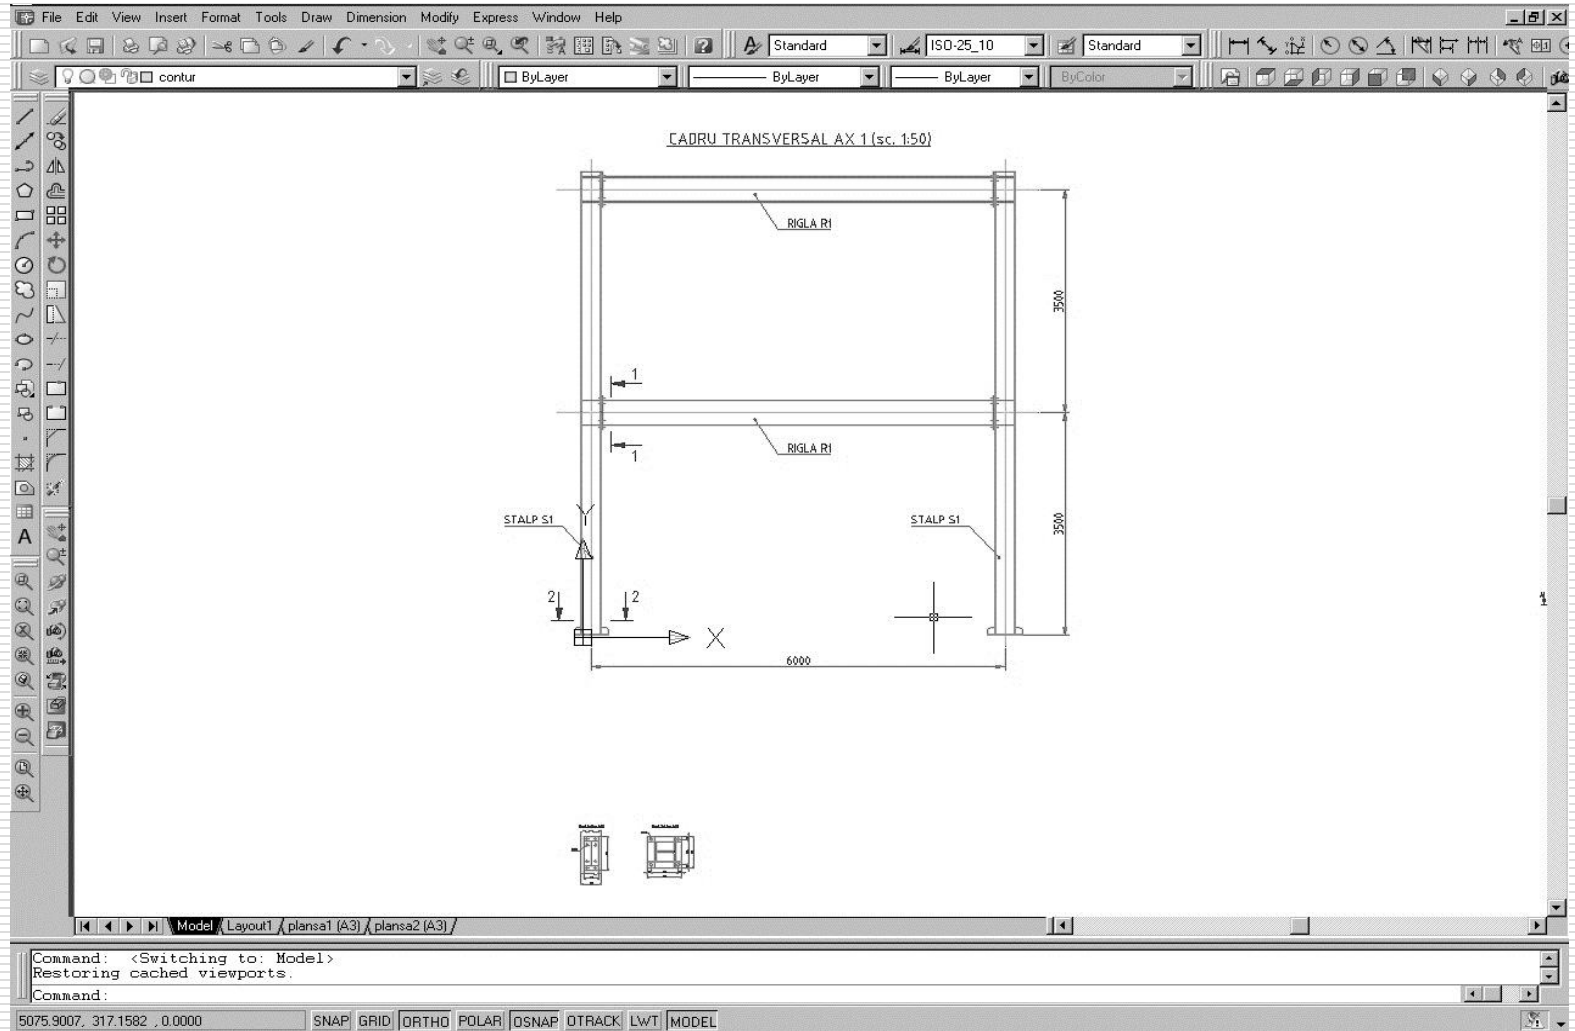 File Edit View Insert Format Tools Draw Dimension Modify Express Window Help
Standard ISO-25_10 Standard
contur ByLayer ByLayer ByLayer ByColor
CADRU TRANSVERSAL AX 1 (sc. 1:50)
RIGLA R1
3500
1
RIGLA R1
1
Y
STALP S1
STALP S1
3500
2 2
X
6000
Model Layout1 plansa1 (A3) plansa2 (A3)
Command: <Switching to: Model>
Restoring cached viewports.
Command:
5075.9007, 317.1582 , 0.0000 SNAP GRID ORTHO POLAR OSNAP OTRACK LWT MODEL